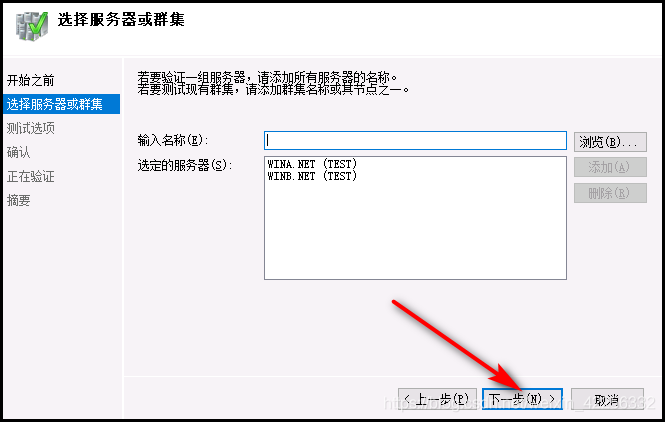 选择服务器或群集
开始之前
选择服务器或群集
测试选项
确认
正在验证
摘要
若要验证一组服务器，请添加所有服务器的名称。
若要测试现有群集，请添加群集名称或其节点之一。
输入名称(E):
浏览(B)...
选定的服务器(S):
WINA.NET (TEST)
WINB.NET (TEST)
添加(A)
删除(R)
< 上一步(P)
下一步(N) >
取消